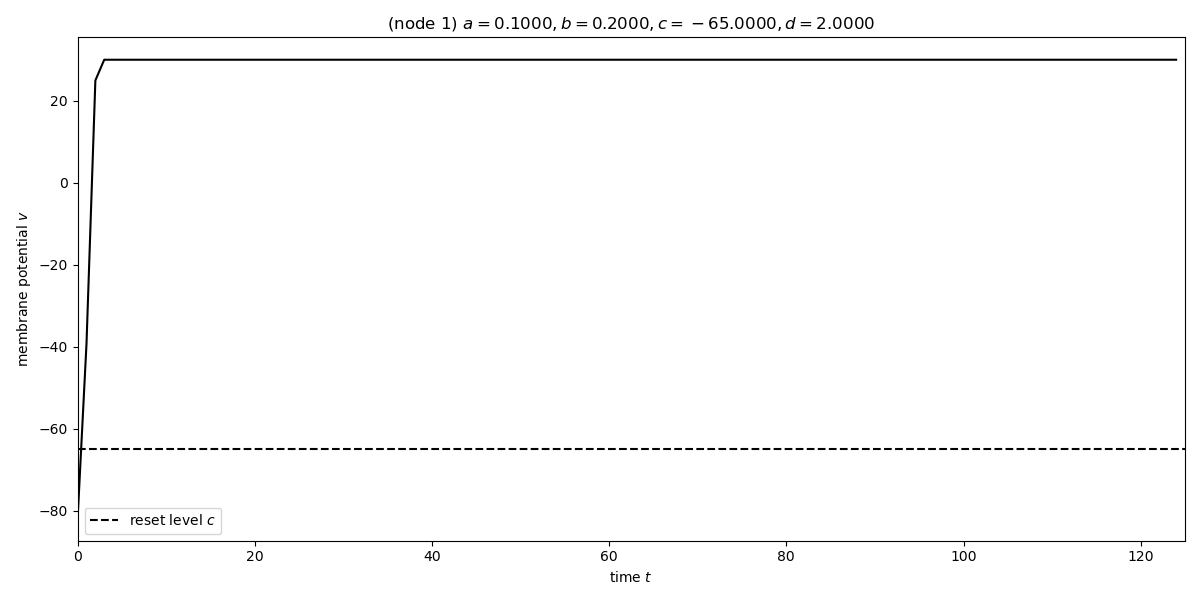 (node 1) a = 0.1000, b = 0.2000, c = −65.0000, d = 2.0000
membrane potential v
20
0
−20
−40
−60
−80
reset level c
0 20 40 60 80 100 120
time t